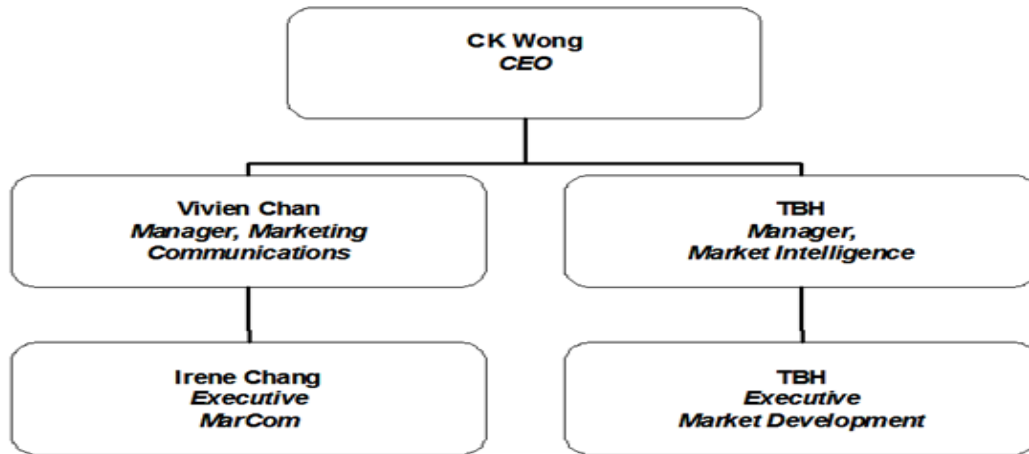 CK Wong
CEO
Vivien Chan
Manager, Marketing
Communications
TBH
Manager,
Market Intelligence
Irene Chang
Executive
MarCom
TBH
Executive
Market Development